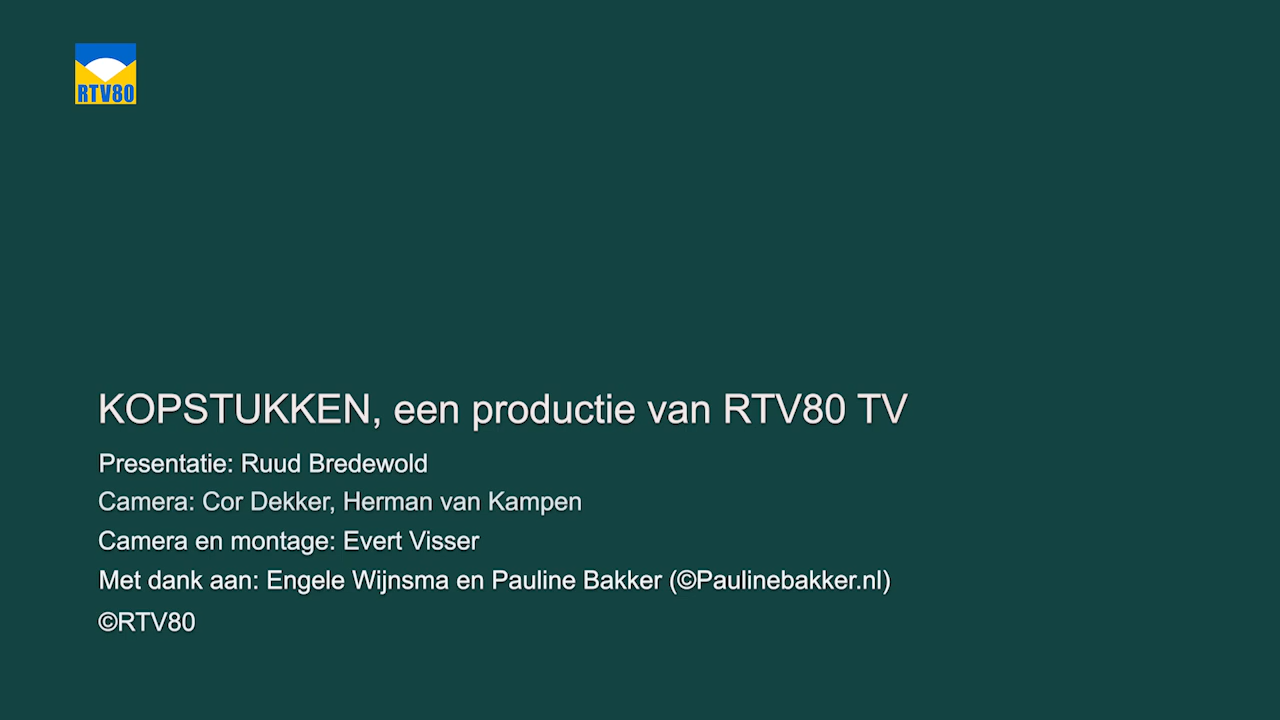 RTV80
KOPSTUKKEN, een productie van RTV80 TV
Presentatie: Ruud Bredewold
Camera: Cor Dekker, Herman van Kampen
Camera en montage: Evert Visser
Met dank aan: Engele Wijnsma en Pauline Bakker (©Paulinebakker.nl)
©RTV80